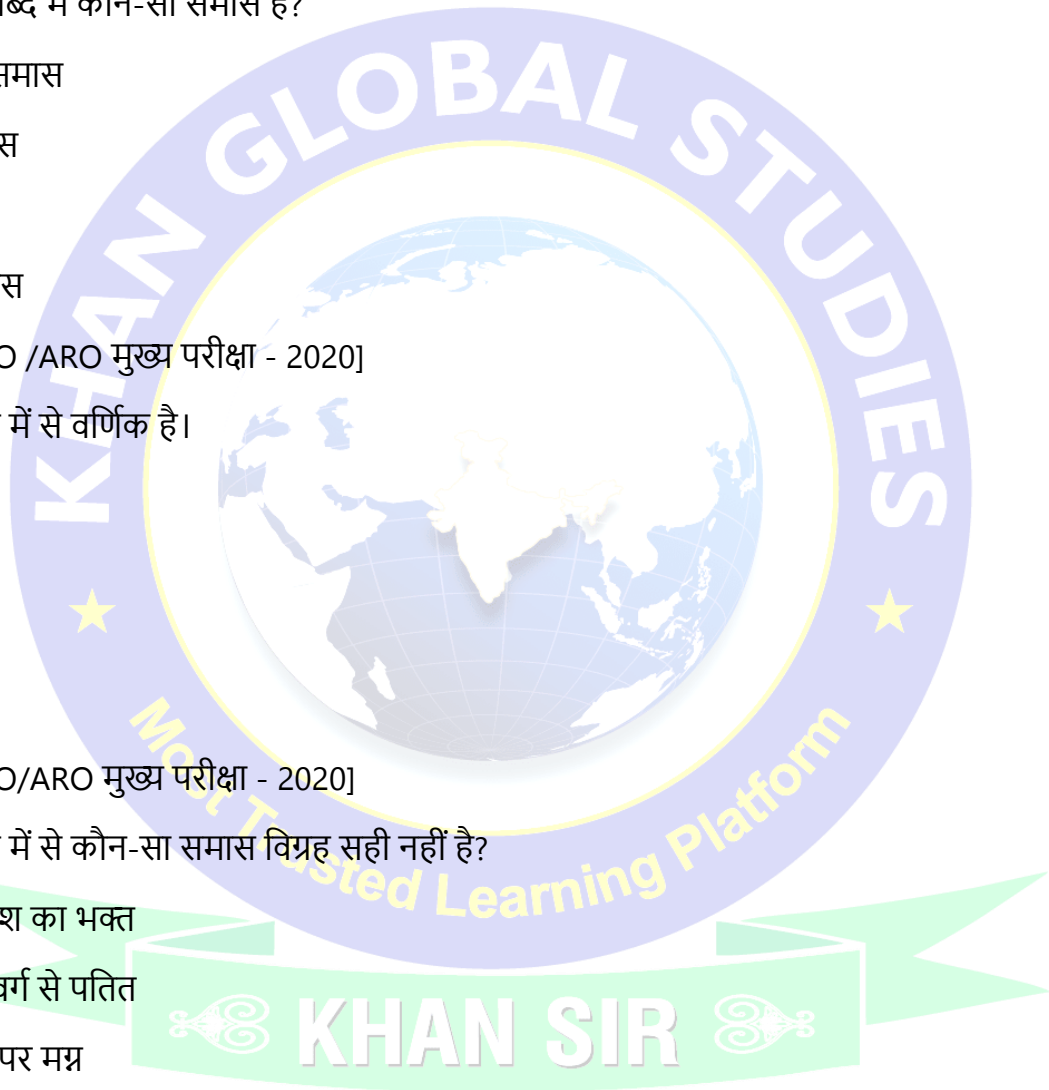 ब्द में कौन-सा समास है?
समास
स
स
O /ARO मुख्य परीक्षा - 2020]
में से वर्णिक है।
O/ARO मुख्य परीक्षा - 2020]
में से कौन-सा समास विग्रह सही नहीं है?
श का भक्त
वर्ग से पतित
पर मग्न
KHAN GLOBAL STUDIES
Most Trusted Learning Platform
KHAN SIR